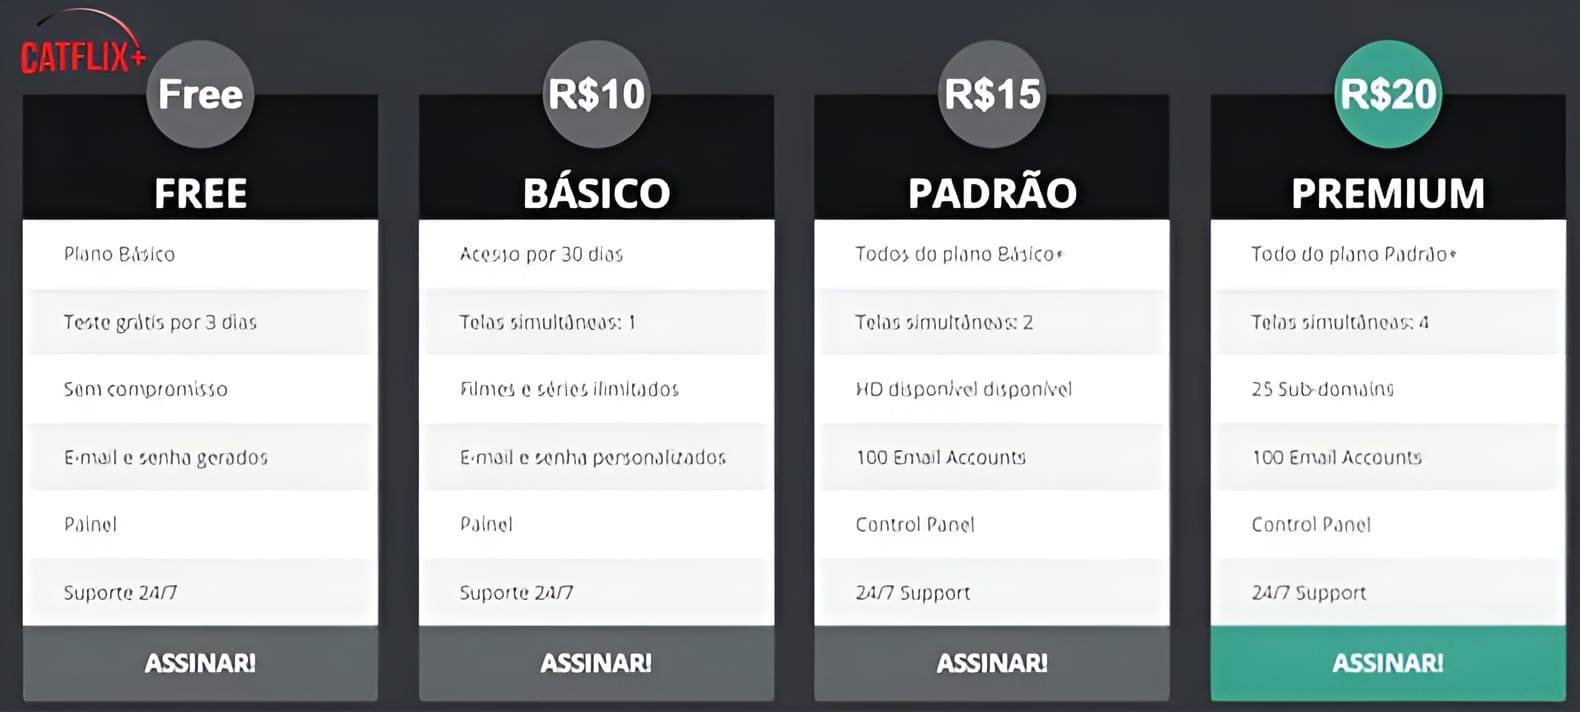 CATFLIX+
Free
FREE
Plano Básico
Teste grátis por 3 dias
Sem compromisso
E-mail e senha gerados
Painel
Suporte 24/7
ASSINAR!
R$10
BÁSICO
Acesso por 30 dias
Telas simultâneas: 1
Filmes e séries ilimitados
E-mail e senha personalizados
Painel
Suporte 24/7
ASSINAR!
R$15
PADRÃO
Todos do plano Básico+
Telas simultâneas: 2
HD disponível disponível
100 Email Accounts
Control Panel
24/7 Support
ASSINAR!
R$20
PREMIUM
Todo do plano Padrão+
Telas simultâneas: 4
25 Sub-domains
100 Email Accounts
Control Panel
24/7 Support
ASSINAR!